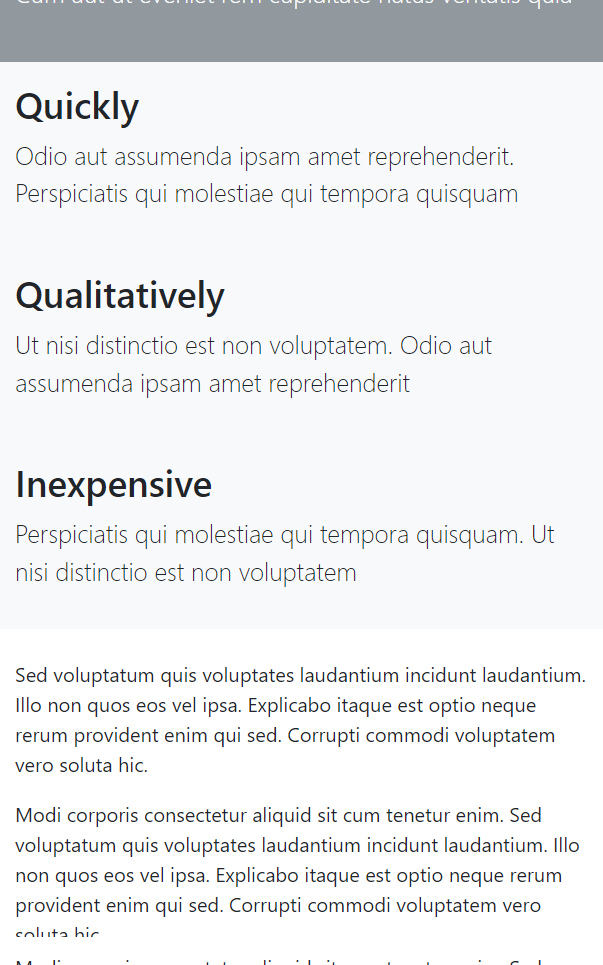 Quickly
Odio aut assumenda ipsam amet reprehenderit.
Perspiciatis qui molestiae qui tempora quisquam
Qualitatively
Ut nisi distinctio est non voluptatem. Odio aut
assumenda ipsam amet reprehenderit
Inexpensive
Perspiciatis qui molestiae qui tempora quisquam. Ut
nisi distinctio est non voluptatem
Sed voluptatum quis voluptates laudantium incidunt laudantium.
Illo non quos eos vel ipsa. Explicabo itaque est optio neque
rerum provident enim qui sed. Corrupti commodi voluptatem
vero soluta hic.
Modi corporis consectetur aliquid sit cum tenetur enim. Sed
voluptatum quis voluptates laudantium incidunt laudantium. Illo
non quos eos vel ipsa. Explicabo itaque est optio neque rerum
provident enim qui sed. Corrupti commodi voluptatem vero
soluta hic